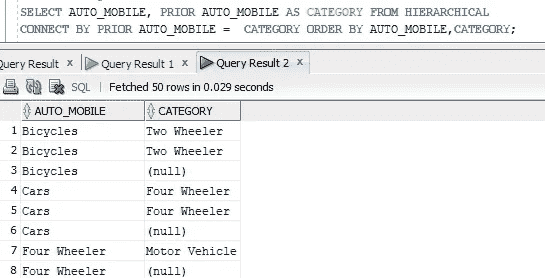 SELECT AUTO_MOBILE, PRIOR AUTO_MOBILE AS CATEGORY FROM HIERARCHICAL
CONNECT BY PRIOR AUTO_MOBILE = CATEGORY ORDER BY AUTO_MOBILE,CATEGORY;
Query Result x Query Result 1 x Query Result 2 x
SQL | Fetched 50 rows in 0.029 seconds
AUTO_MOBILE CATEGORY
1 Bicycles Two Wheeler
2 Bicycles Two Wheeler
3 Bicycles (null)
4 Cars Four Wheeler
5 Cars Four Wheeler
6 Cars (null)
7 Four Wheeler Motor Vehicle
8 Four Wheeler (null)